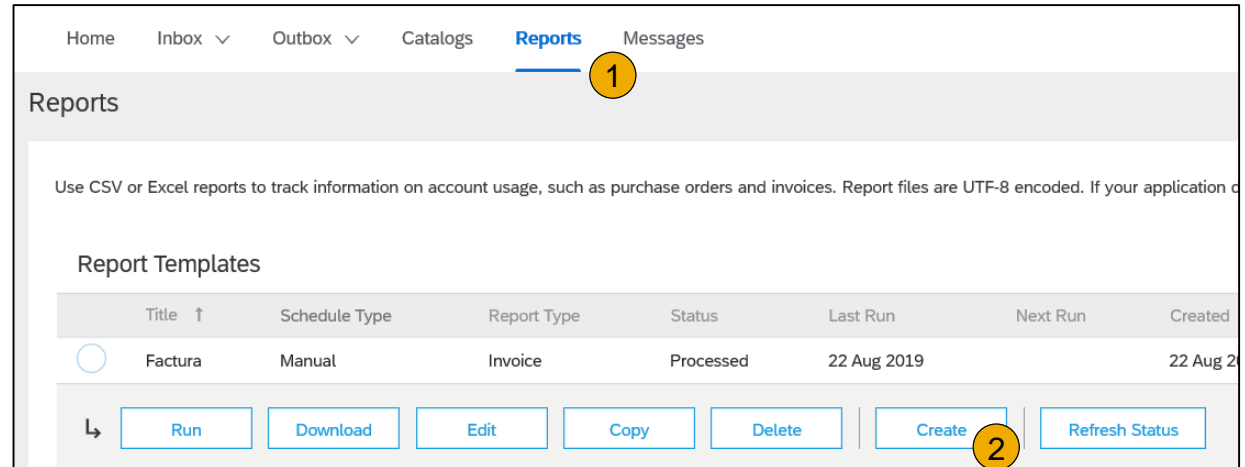 Home Inbox Outbox Catalogs Reports Messages
1
Reports
Use CSV or Excel reports to track information on account usage, such as purchase orders and invoices. Report files are UTF-8 encoded. If your application
Report Templates
Title ↑ Schedule Type Report Type Status Last Run Next Run Created
Factura Manual Invoice Processed 22 Aug 2019 22 Aug
Run Download Edit Copy Delete Create Refresh Status
2